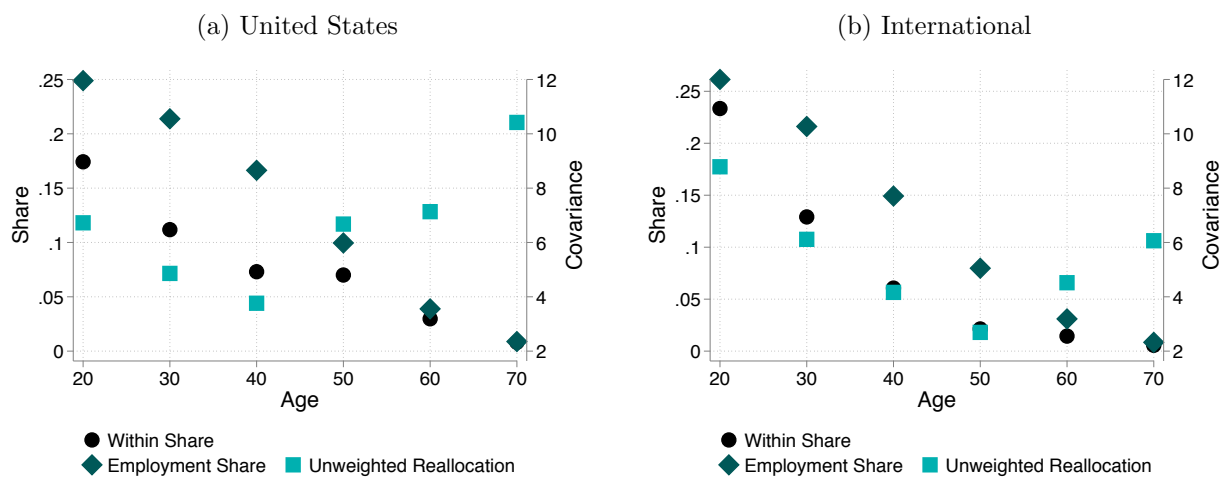 (a) United States
.25
.2
.15
.1
.05
0
Share
12
10
8
6
4
2
Covariance
20 30 40 50 60 70
Age
Within Share
Employment Share Unweighted Reallocation
(b) International
.25
.2
.15
.1
.05
0
Share
12
10
8
6
4
2
Covariance
20 30 40 50 60 70
Age
Within Share
Employment Share Unweighted Reallocation